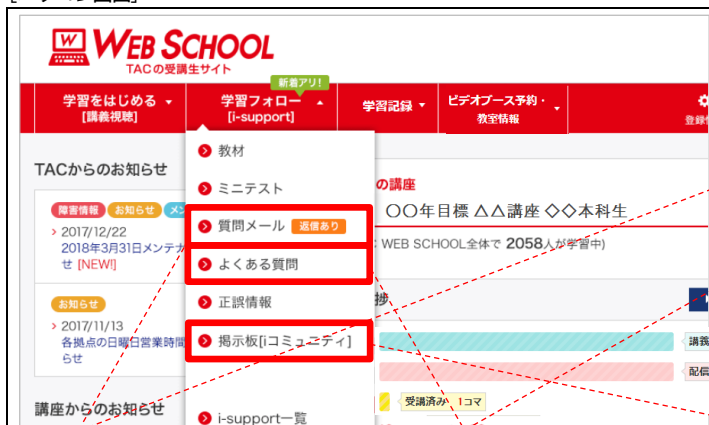 WEB SCHOOL
TACの受講生サイト
新着アリ!
学習をはじめる
[講義視聴]
学習フォロー
[i-support]
学習記録
ビデオブース予約・
教室情報
TACからのお知らせ
障害情報 お知らせ
2017/12/22
2018年3月31日メンテナ
せ [NEW!]
お知らせ
2017/11/13
各拠点の日曜日営業時間
らせ
講座からのお知らせ
教材
ミニテスト
質問メール 返信あり
よくある質問
正誤情報
掲示板[iコミュニティ]
i-support一覧
の講座
〇〇年目標 △△講座 ◇◇本科生
WEB SCHOOL全体で 2058人が学習中)
捗
講義
配信
受講済み 1コマ